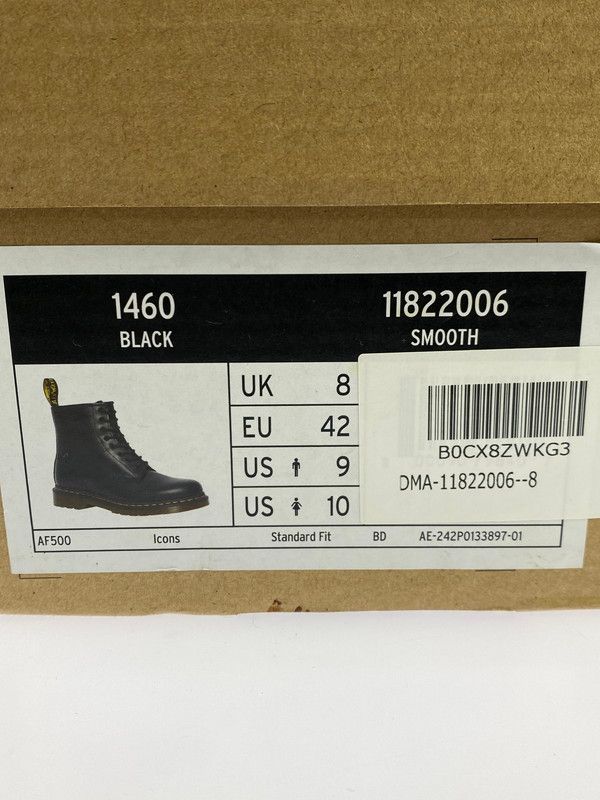 1460
BLACK
11822006
SMOOTH
UK 8
EU 42
US 9
US 10
B0CX8ZWKG3
DMA-11822006--8
AF500 Icons Standard Fit BD AE-242P0133897-01